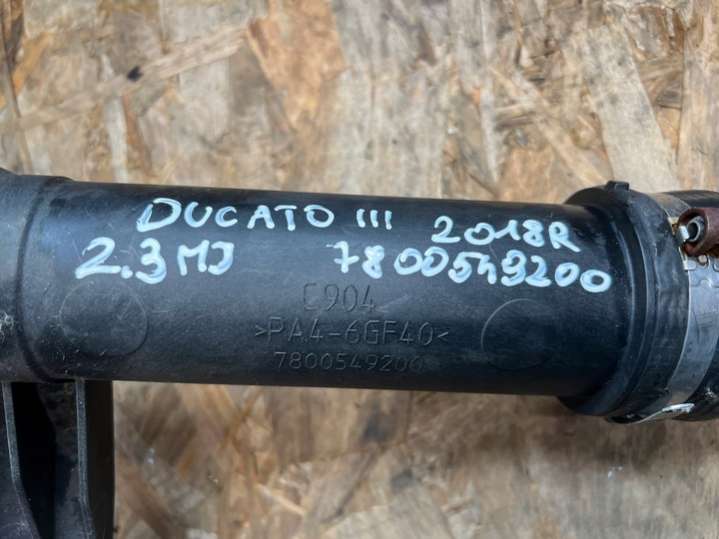 DUCATO III 2018R
2.3 MJ 7800549200
C904
>PA4-6GF40<
7800549200